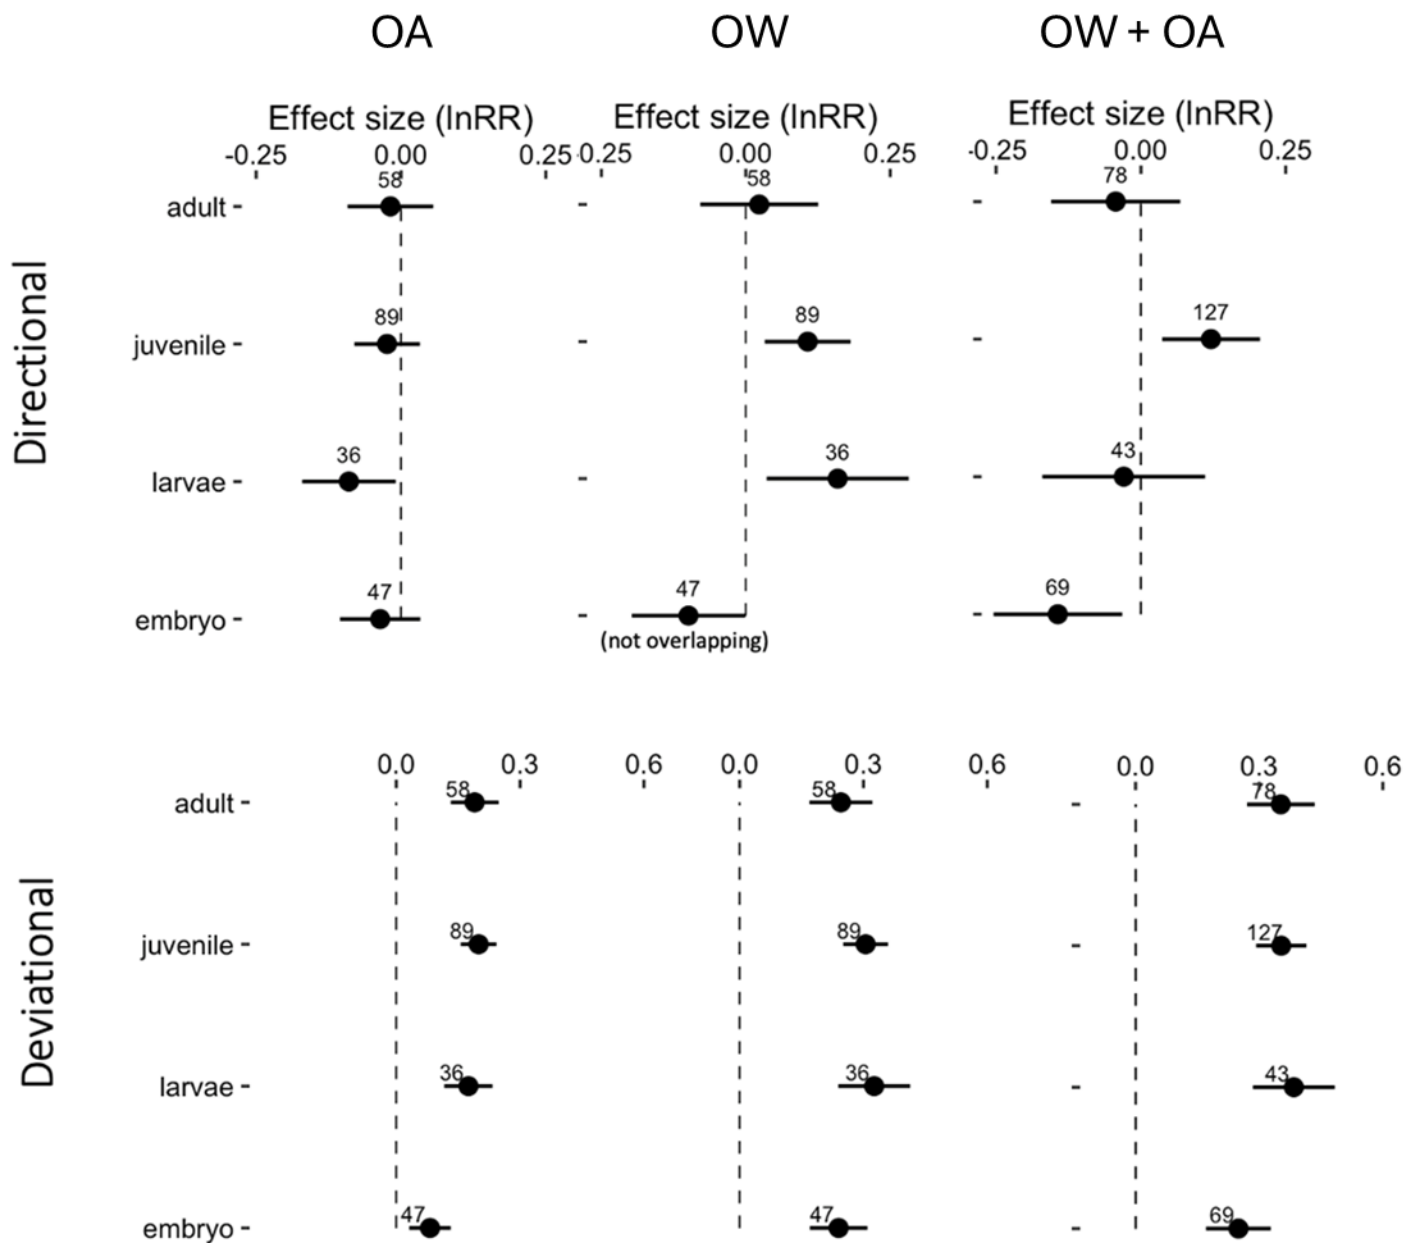 OA OW OW + OA
Effect size (lnRR) Effect size (lnRR) Effect size (lnRR)
-0.25 0.00 0.25 -0.25 0.00 0.25 -0.25 0.00 0.25
58 58 78
adult
89 89 127
juvenile
36 36 43
larvae
47 47 69
embryo
(not overlapping)
Directional
0.0 0.3 0.6 0.0 0.3 0.6 0.0 0.3 0.6
58 58 78
adult
89 89 127
juvenile
36 36 43
larvae
47 47 69
embryo
Deviational